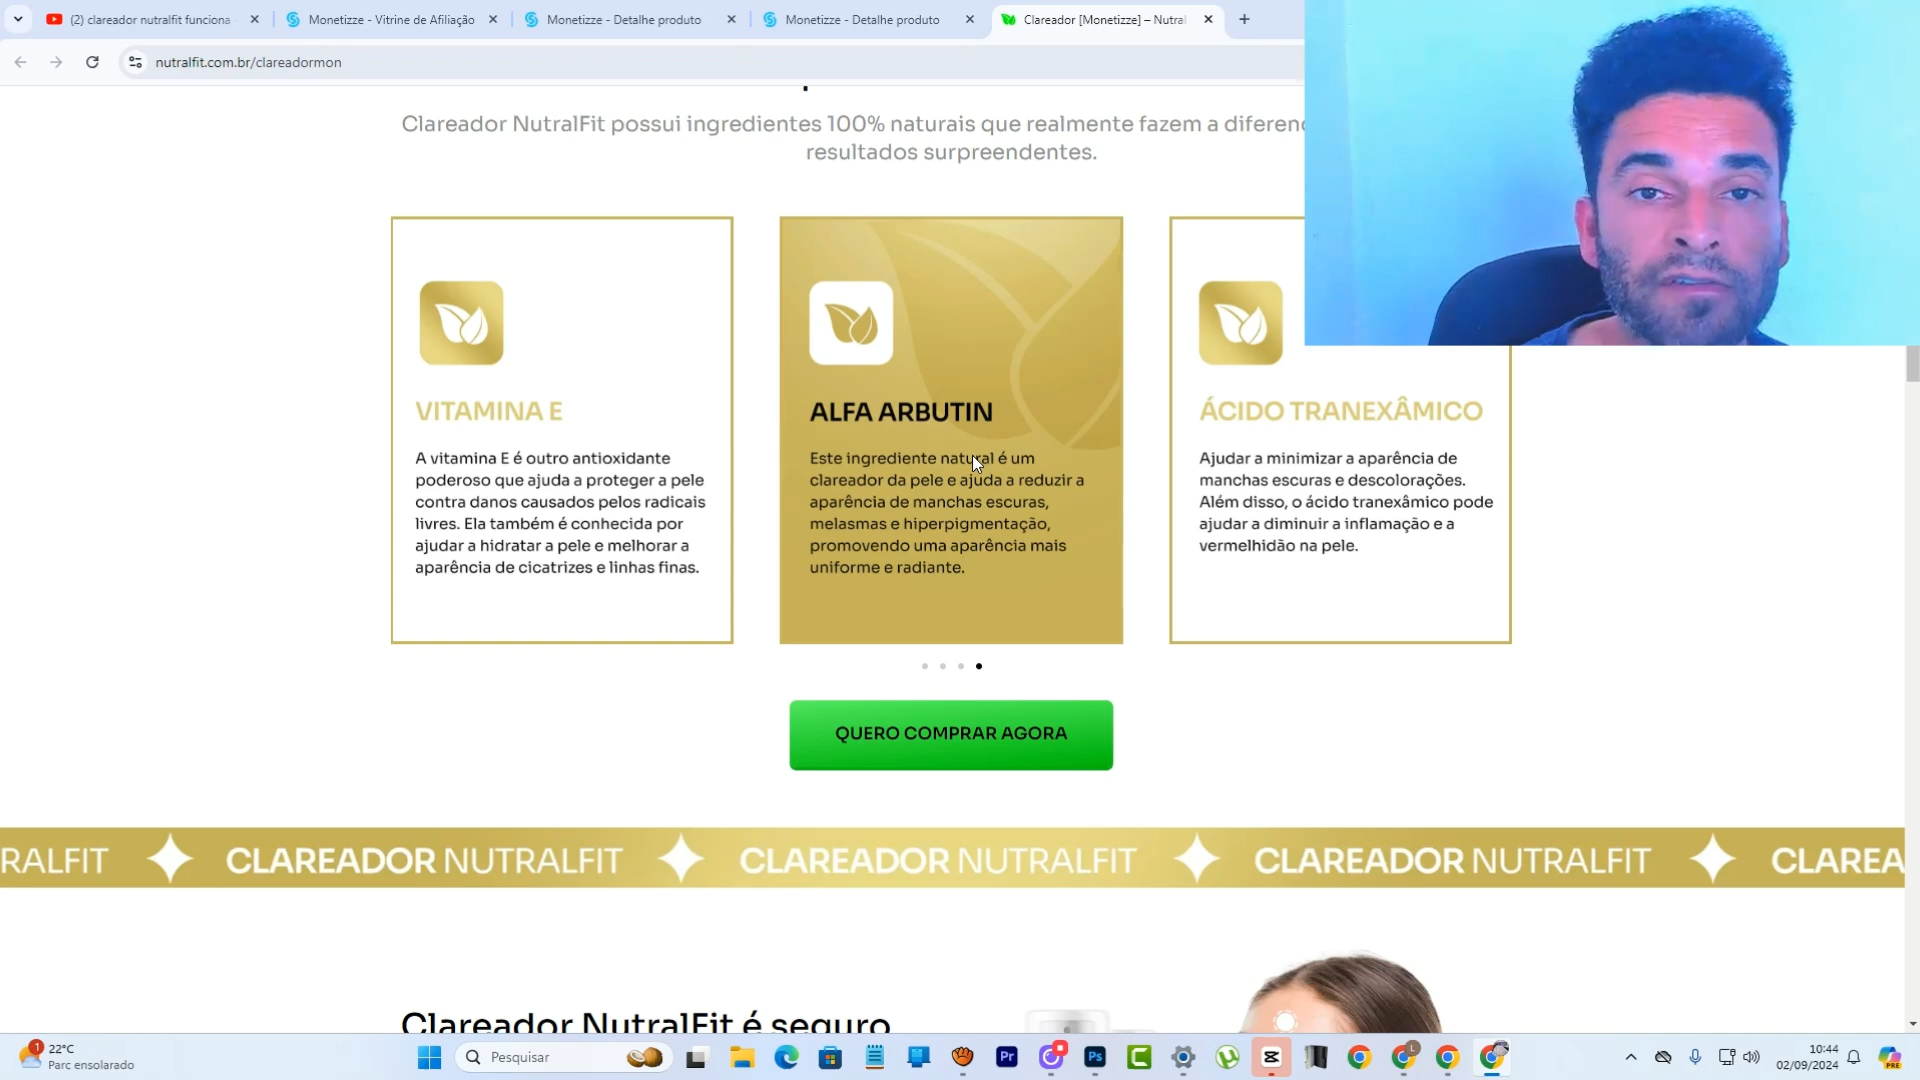 (2) clareador nutralfit funciona
Monetizze - Vitrine de Afiliação
Monetizze - Detalhe produto
Monetizze - Detalhe produto
Clareador [Monetizze] – Nutral
nutralfit.com.br/clareadormon
Clareador NutralFit possui ingredientes 100% naturais que realmente fazem a diferenç
resultados surpreendentes.
VITAMINA E
A vitamina E é outro antioxidante
poderoso que ajuda a proteger a pele
contra danos causados pelos radicais
livres. Ela também é conhecida por
ajudar a hidratar a pele e melhorar a
aparência de cicatrizes e linhas finas.
ALFA ARBUTIN
Este ingrediente natural é um
clareador da pele e ajuda a reduzir a
aparência de manchas escuras,
melasmas e hiperpigmentação,
promovendo uma aparência mais
uniforme e radiante.
ÁCIDO TRANEXÂMICO
Ajudar a minimizar a aparência de
manchas escuras e descolorações.
Além disso, o ácido tranexâmico pode
ajudar a diminuir a inflamação e a
vermelhidão na pele.
QUERO COMPRAR AGORA
RALFIT CLAREADOR NUTRALFIT CLAREADOR NUTRALFIT CLAREADOR NUTRALFIT CLAREA
Clareador NutralFit é seguro
1
22°C
Parc ensolarado
Pesquisar
Pr
Ps
L
10:44
02/09/2024
PRE